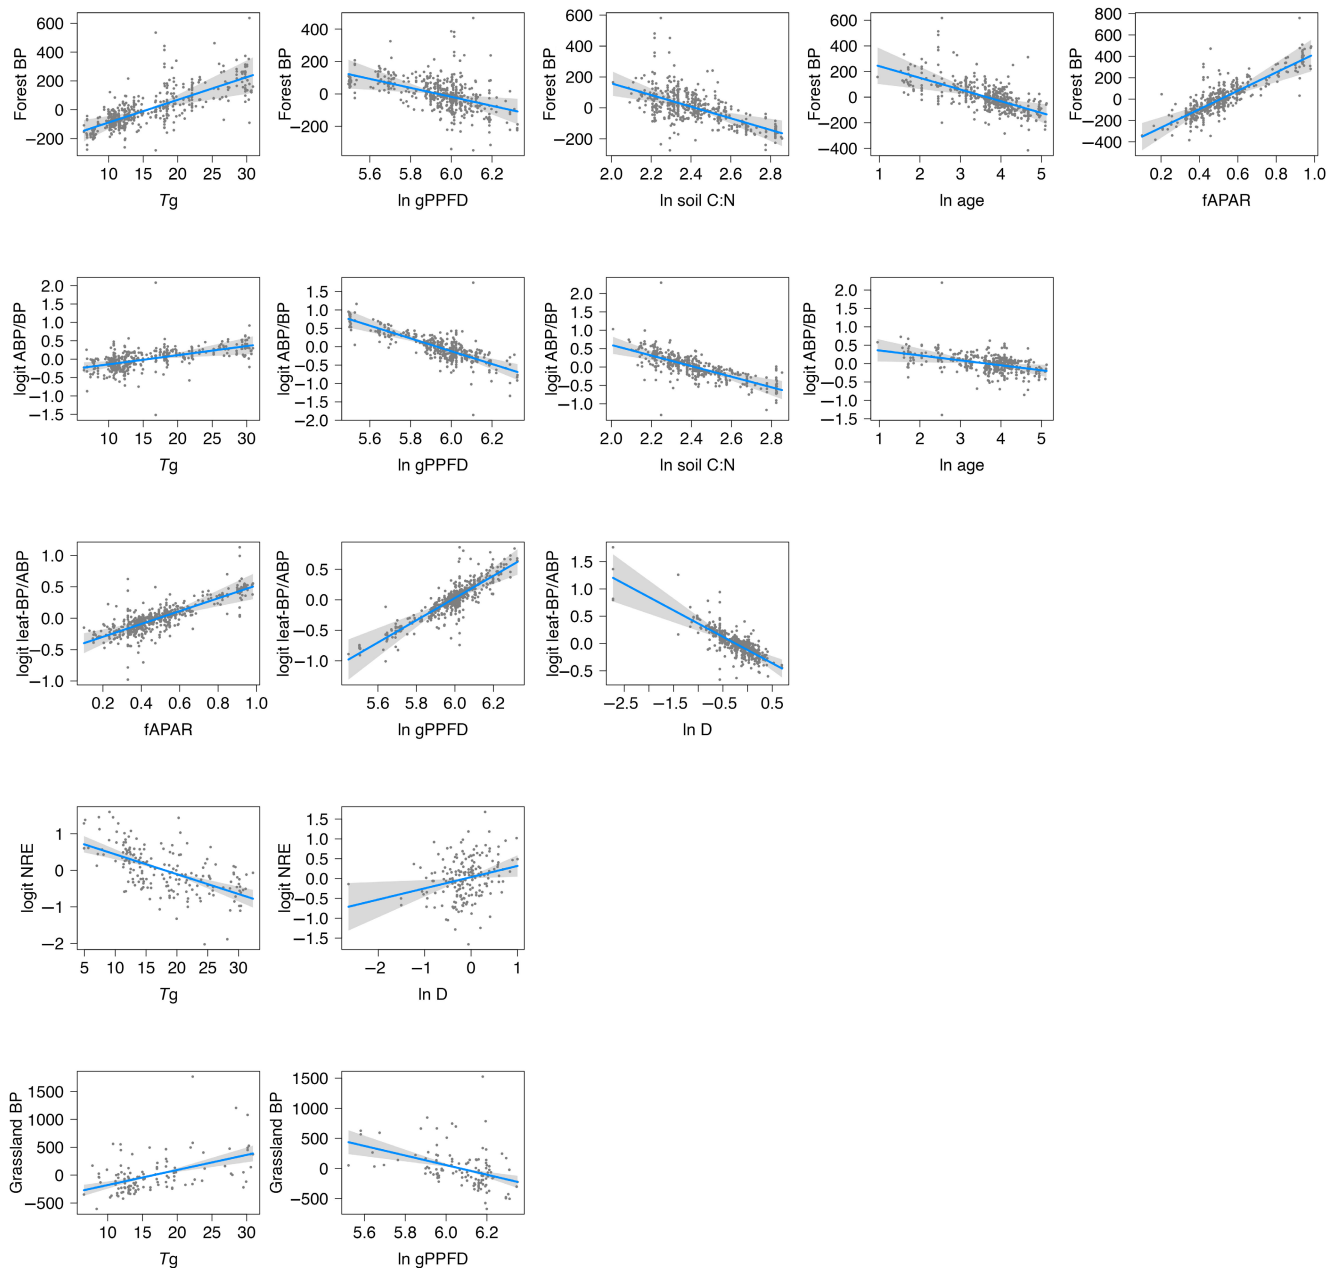 Forest BP
600
400
200
0
−200
10 15 20 25 30
Tg
Forest BP
400
200
0
−200
5.6 5.8 6.0 6.2
ln gPPFD
Forest BP
600
400
200
0
−200
2.0 2.2 2.4 2.6 2.8
ln soil C:N
Forest BP
600
400
200
0
−200
−400
1 2 3 4 5
ln age
Forest BP
800
600
400
200
0
−200
−400
0.2 0.4 0.6 0.8 1.0
fAPAR
logit ABP/BP
2.0
1.5
1.0
0.5
0.0
−0.5
−1.0
−1.5
10 15 20 25 30
Tg
logit ABP/BP
1.5
1.0
0.5
0.0
−0.5
−1.0
−1.5
−2.0
5.6 5.8 6.0 6.2
ln gPPFD
logit ABP/BP
2.0
1.5
1.0
0.5
0.0
−0.5
−1.0
2.0 2.2 2.4 2.6 2.8
ln soil C:N
logit ABP/BP
2.0
1.5
1.0
0.5
0.0
−0.5
−1.0
−1.5
1 2 3 4 5
ln age
logit leaf-BP/ABP
1.0
0.5
0.0
−0.5
−1.0
0.2 0.4 0.6 0.8 1.0
fAPAR
logit leaf-BP/ABP
0.5
0.0
−0.5
−1.0
5.6 5.8 6.0 6.2
ln gPPFD
logit leaf-BP/ABP
1.5
1.0
0.5
0.0
−0.5
−2.5 −1.5 −0.5 0.5
ln D
logit NRE
1
0
−1
−2
5 10 15 20 25 30
Tg
logit NRE
1.5
1.0
0.5
0.0
−0.5
−1.0
−1.5
−2 −1 0 1
ln D
Grassland BP
1500
1000
500
0
−500
10 15 20 25 30
Tg
Grassland BP
1500
1000
500
0
−500
5.6 5.8 6.0 6.2
ln gPPFD